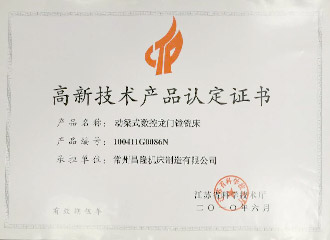 高新技术产品认定证书
产品名称: 动梁式数控龙门镗铣床
产品编号: 100411G0086N
承担单位: 常州昌隆机床制造有限公司
江苏省科学技术厅
二〇一〇年六月
有效期伍年